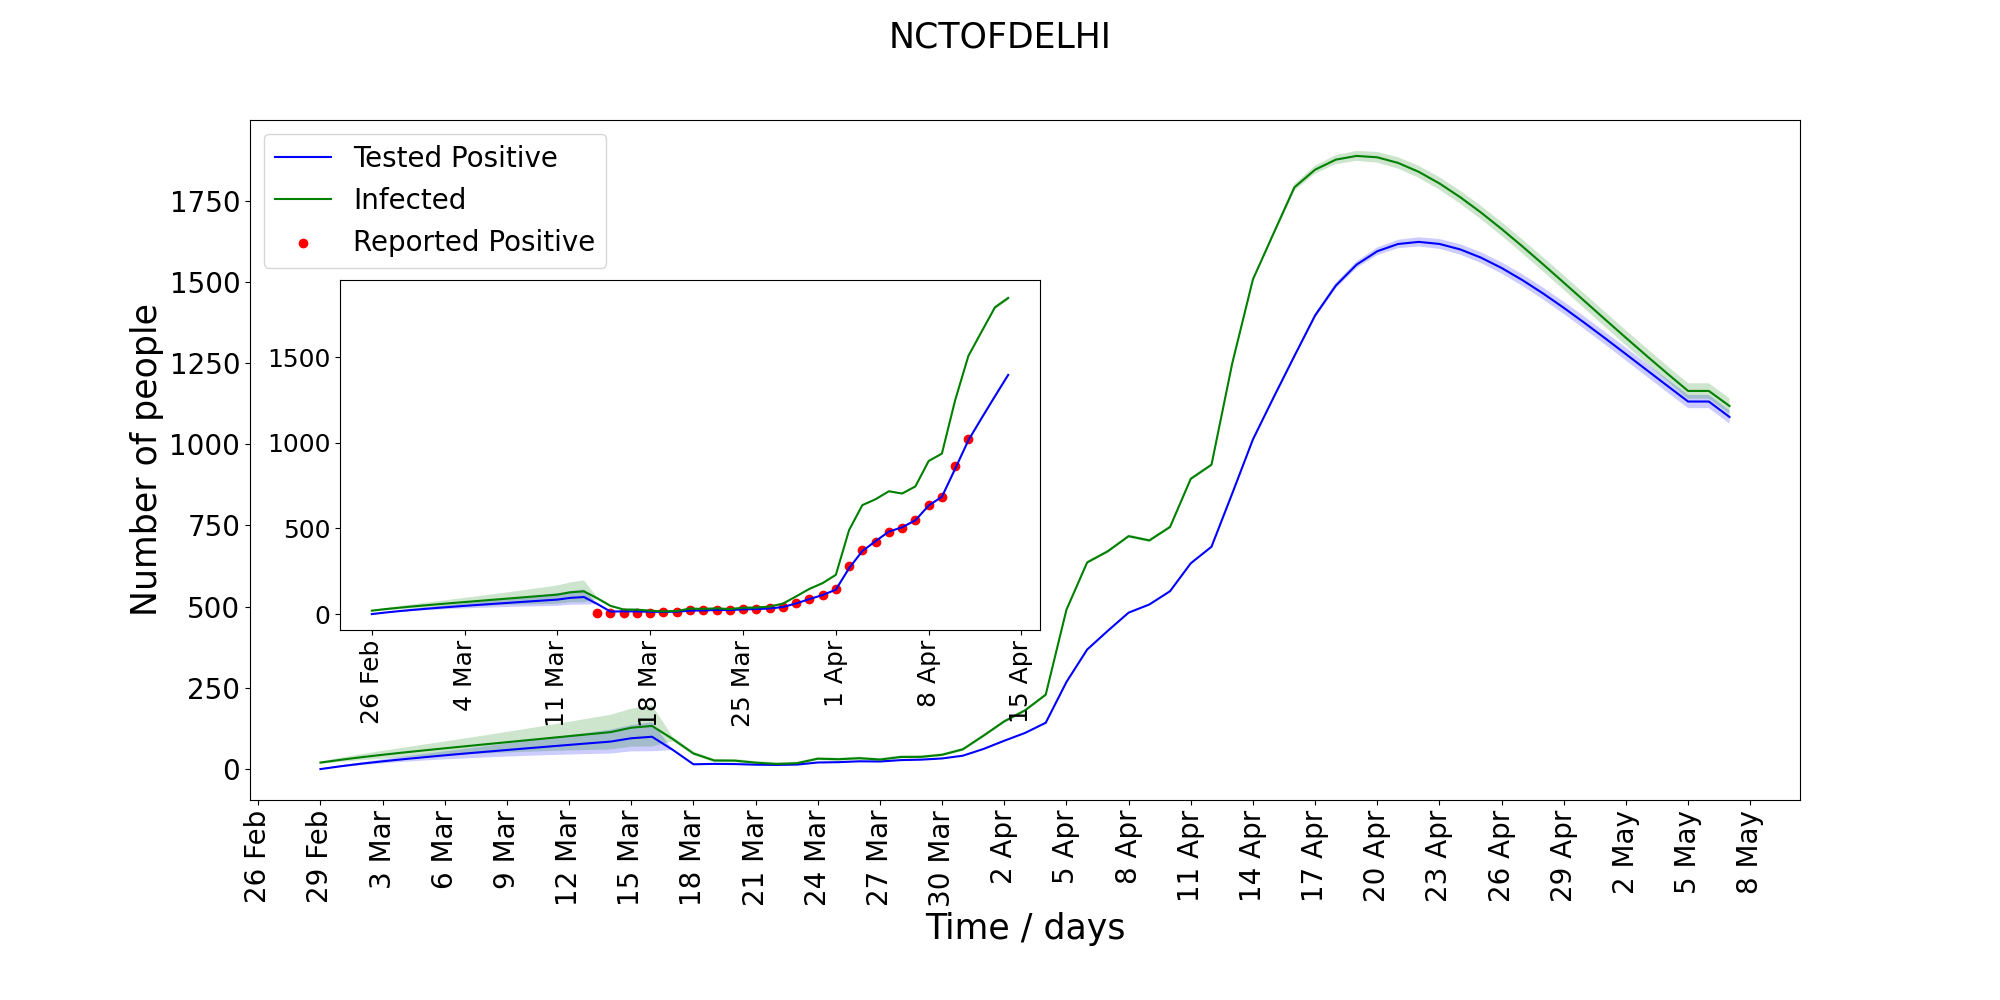 NCTOFDELHI
Tested Positive
Infected
Reported Positive
Number of people
1750
1500
1250
1000
750
500
250
0
1500
1000
500
0
26 Feb
4 Mar
11 Mar
18 Mar
25 Mar
1 Apr
8 Apr
15 Apr
26 Feb
29 Feb
3 Mar
6 Mar
9 Mar
12 Mar
15 Mar
18 Mar
21 Mar
24 Mar
27 Mar
30 Mar
2 Apr
5 Apr
8 Apr
11 Apr
14 Apr
17 Apr
20 Apr
23 Apr
26 Apr
29 Apr
2 May
5 May
8 May
Time / days